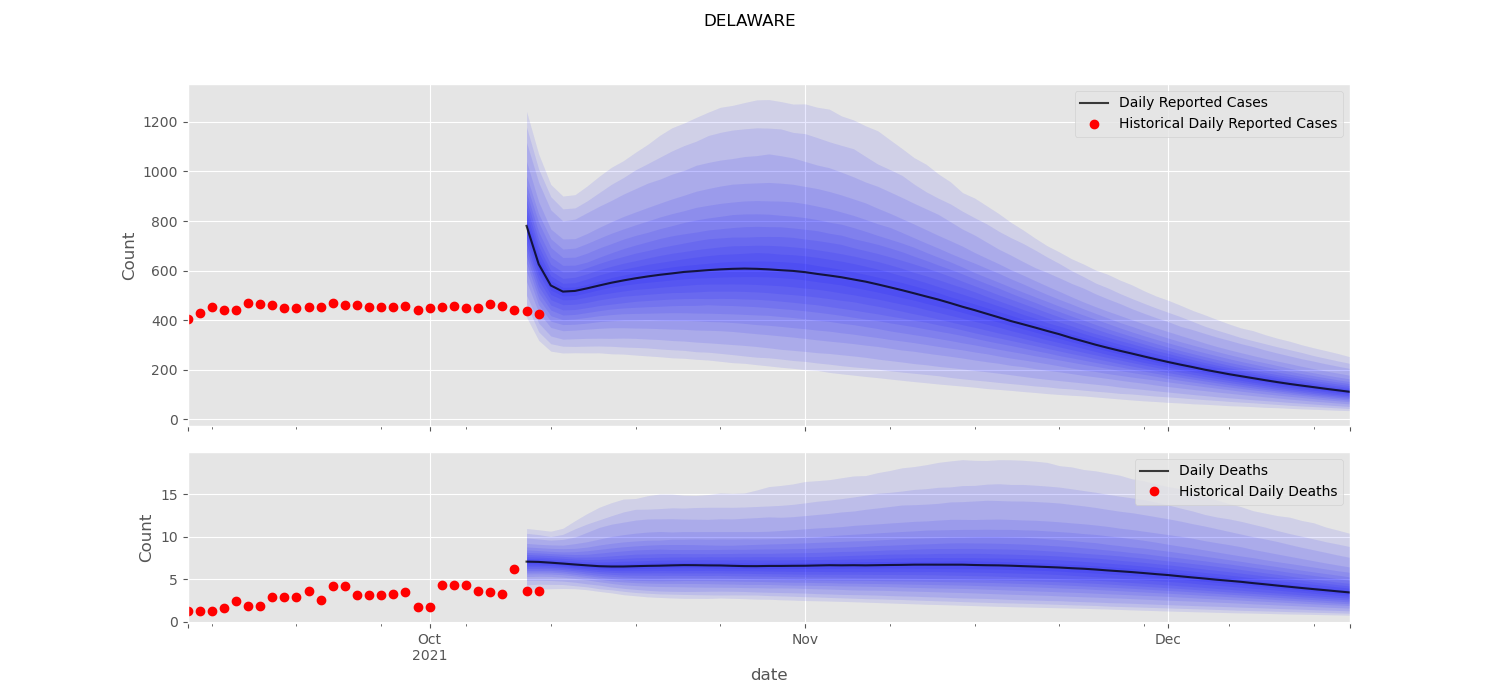 DELAWARE
Daily Reported Cases
Historical Daily Reported Cases
1200
1000
800
600
400
200
0
Count
Daily Deaths
Historical Daily Deaths
15
10
5
0
Count
Oct
2021
Nov
Dec
date